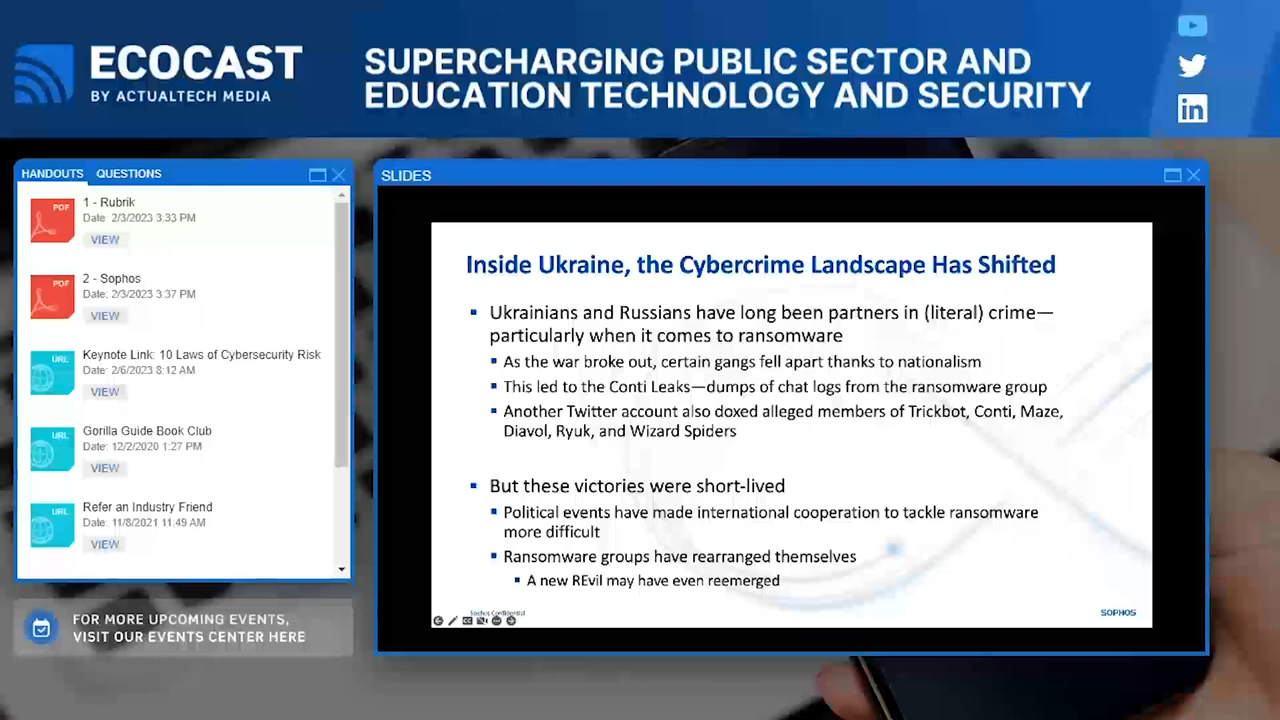 ECOCAST
BY ACTUALTECH MEDIA
SUPERCHARGING PUBLIC SECTOR AND
EDUCATION TECHNOLOGY AND SECURITY
in
HANDOUTS
QUESTIONS
PDF
1 - Rubrik
Date: 2/3/2023 3:33 PM
VIEW
PDF
2 - Sophos
Date: 2/3/2023 3:37 PM
VIEW
URL
Keynote Link: 10 Laws of Cybersecurity Risk
Date: 2/6/2023 8:12 AM
VIEW
URL
Gorilla Guide Book Club
Date: 12/2/2020 1:27 PM
VIEW
URL
Refer an Industry Friend
Date: 11/8/2021 11:49 AM
VIEW
FOR MORE UPCOMING EVENTS,
VISIT OUR EVENTS CENTER HERE
SLIDES
Inside Ukraine, the Cybercrime Landscape Has Shifted
Ukrainians and Russians have long been partners in (literal) crime—
particularly when it comes to ransomware
As the war broke out, certain gangs fell apart thanks to nationalism
This led to the Conti Leaks—dumps of chat logs from the ransomware group
Another Twitter account also doxed alleged members of Trickbot, Conti, Maze,
Diavol, Ryuk, and Wizard Spiders
But these victories were short-lived
Political events have made international cooperation to tackle ransomware
more difficult
Ransomware groups have rearranged themselves
A new REvil may have even reemerged
Sophos Confidential
SOPHOS